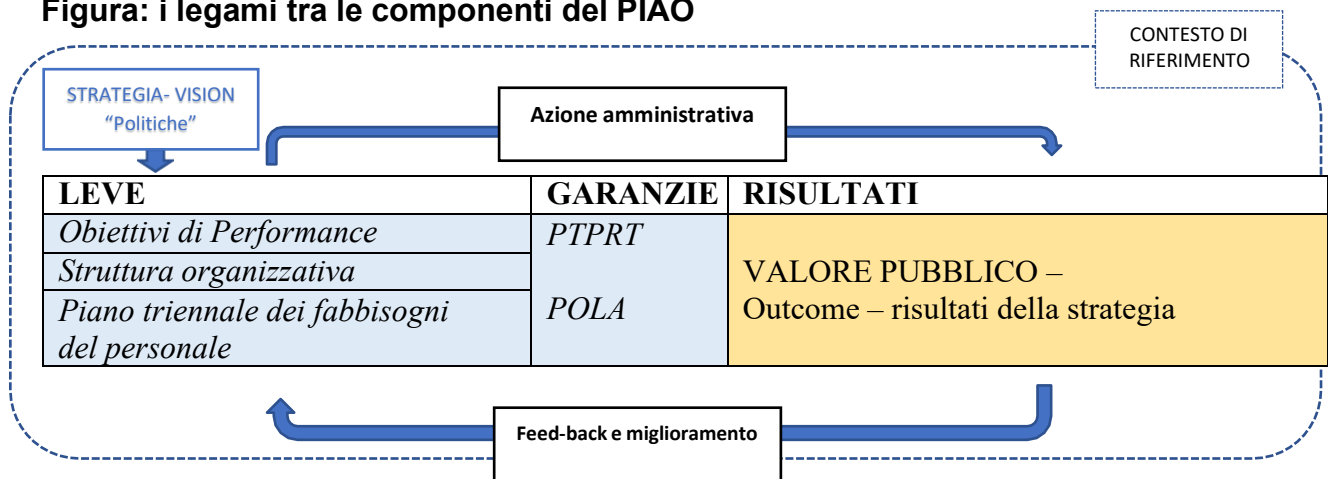 Figura: i legami tra le componenti del PIAO
CONTESTO DI
RIFERIMENTO
STRATEGIA- VISION
“Politiche”
Azione amministrativa
LEVE GARANZIE RISULTATI
Obiettivi di Performance PTPRT
Struttura organizzativa VALORE PUBBLICO –
Piano triennale dei fabbisogni POLA Outcome – risultati della strategia
del personale
Feed-back e miglioramento